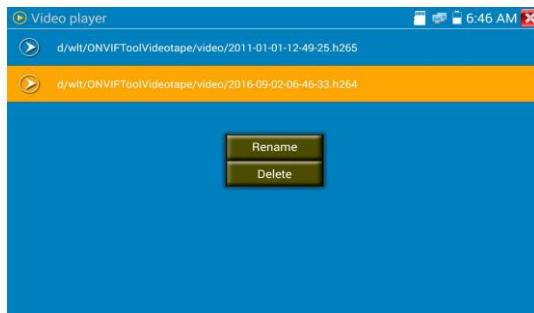 Video player 6:46 AM
d/wlt/ONVIFToolVideotape/video/2011-01-01-12-49-25.h265
d/wlt/ONVIFToolVideotape/video/2016-09-02-06-46-33.h264
Rename
Delete